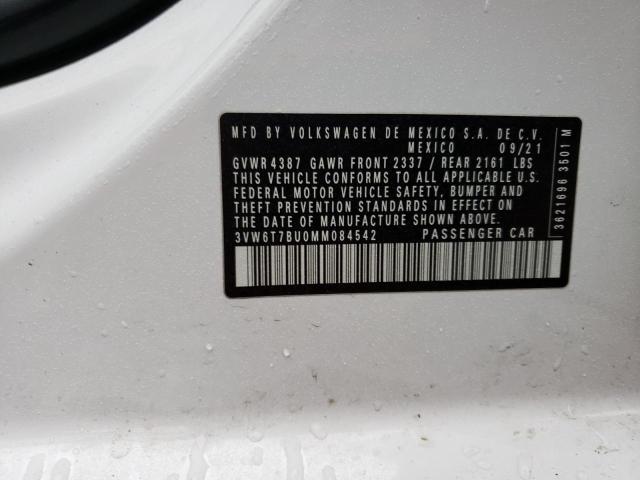 MFD BY VOLKSWAGEN DE MEXICO S.A. DE C.V.
MEXICO 09/21
GVWR 4387 GAWR FRONT 2337 / REAR 2161 LBS
THIS VEHICLE CONFORMS TO ALL APPLICABLE U.S.
FEDERAL MOTOR VEHICLE SAFETY, BUMPER AND
THEFT PREVENTION STANDARDS IN EFFECT ON
THE DATE OF MANUFACTURE SHOWN ABOVE.
3VW6T7BU0MM084542 PASSENGER CAR
3621696 3501 M